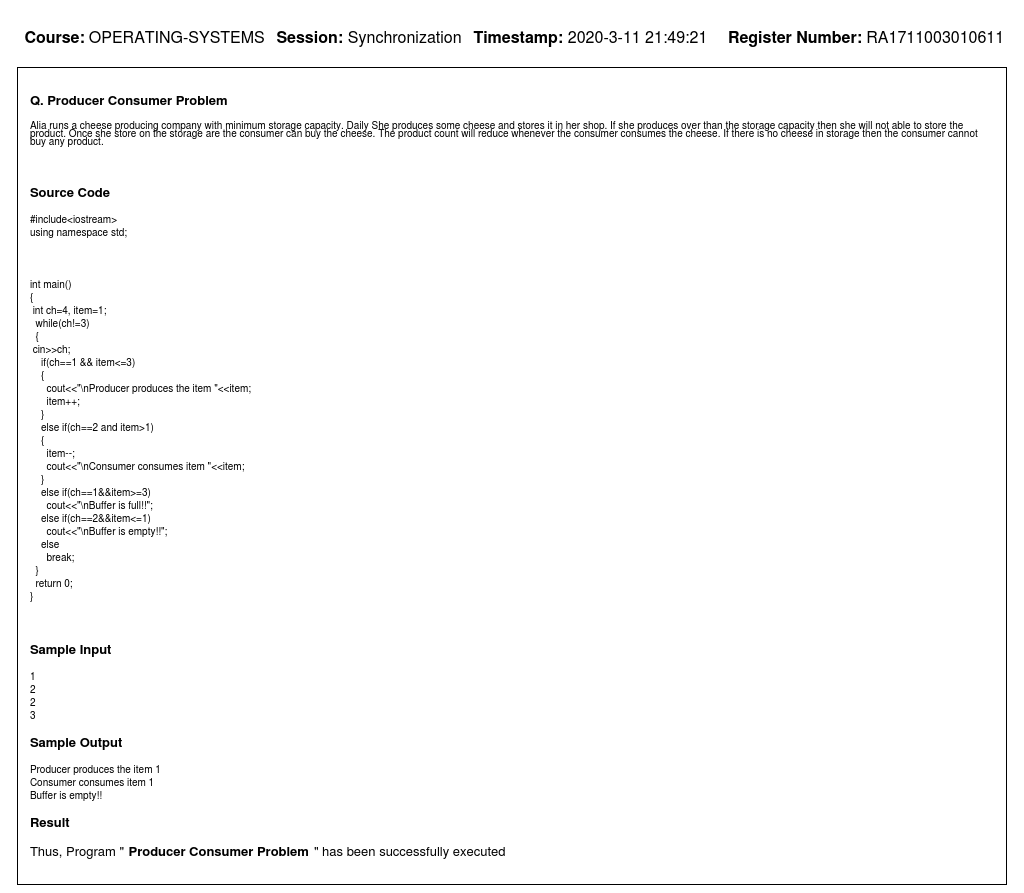 Course: OPERATING-SYSTEMS Session: Synchronization Timestamp: 2020-3-11 21:49:21 Register Number: RA1711003010611
Q. Producer Consumer Problem
Alia runs a cheese producing company with minimum storage capacity. Daily She produces some cheese and stores it in her shop. If she produces over than the storage capacity then she will not able to store the
product. Once she store on the storage are the consumer can buy the cheese. The product count will reduce whenever the consumer consumes the cheese. If there is no cheese in storage then the consumer cannot
buy any product.
Source Code
#include<iostream>
using namespace std;
int main()
{
int ch=4, item=1;
while(ch!=3)
{
cin>>ch;
if(ch==1 && item<=3)
{
cout<<"\nProducer produces the item "<<item;
item++;
}
else if(ch==2 and item>1)
{
item--;
cout<<"\nConsumer consumes item "<<item;
}
else if(ch==1&&item>=3)
cout<<"\nBuffer is full!!";
else if(ch==2&&item<=1)
cout<<"\nBuffer is empty!!";
else
break;
}
return 0;
}
Sample Input
1
2
2
3
Sample Output
Producer produces the item 1
Consumer consumes item 1
Buffer is empty!!
Result
Thus, Program " Producer Consumer Problem " has been successfully executed